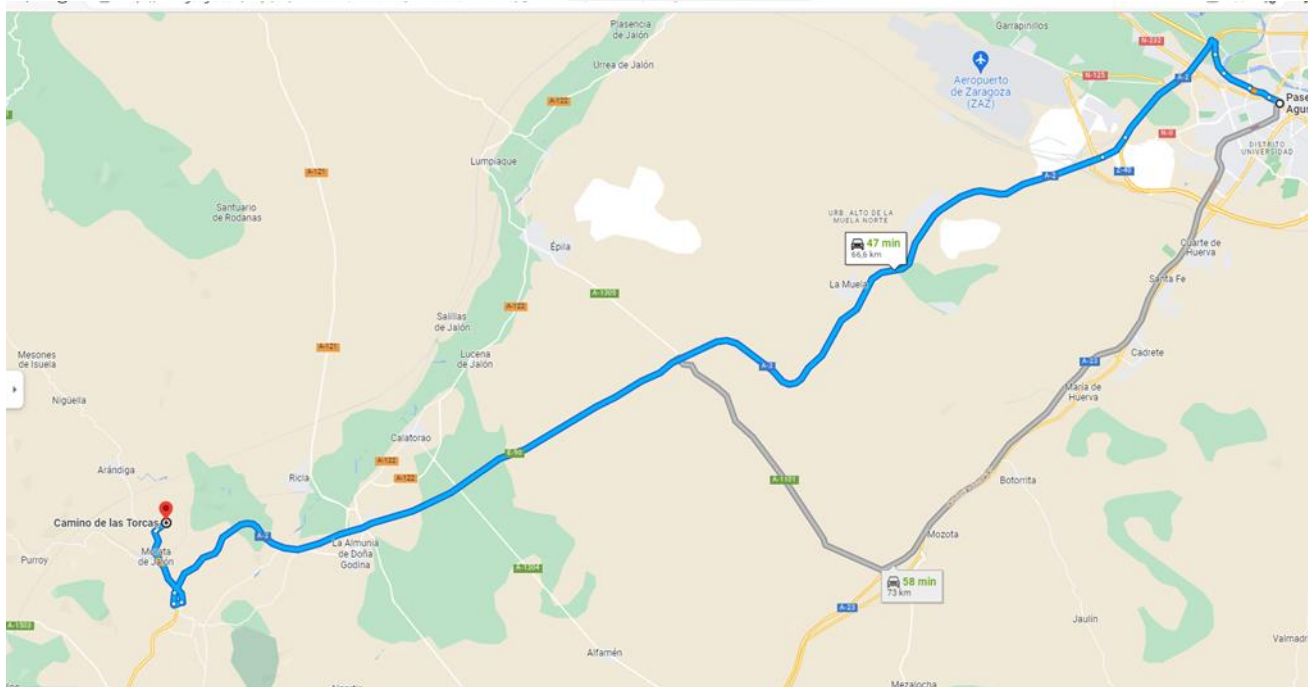 Garrapinillos
Plasencia
de Jalón
N-232
Urrea de Jalón
Aeropuerto
de Zaragoza
(ZAZ)
N-125
A-2
Pase
Agus
A-122
N-II
DISTRITO
UNIVERSIDAD
Lumpiaque
A-121
A-2
Z-40
Santuario
de Rodanas
URB. ALTO DE LA
MUELA NORTE
47 min
66,6 km
Épila
Cuarte de
Huerva
Santa Fe
La Muela
A-1305
A-122
Salillas
de Jalón
A-121
Mesones
de Isuela
Lucena
de Jalón
Cadrete
A-23
A-2
María de
Huerva
Nigüella
Calatorao
E-90
A-122
Arándiga
Ricla
A-122
A-1101
Botorrita
Camino de las Torcas
A-2
Mozota
Morata
de Jalón
La Almunia
de Doña
Godina
Purroy
A-1304
58 min
73 km
A-23
A-1303
Jaulín
Valmadr
Alfamén
Mezalocha